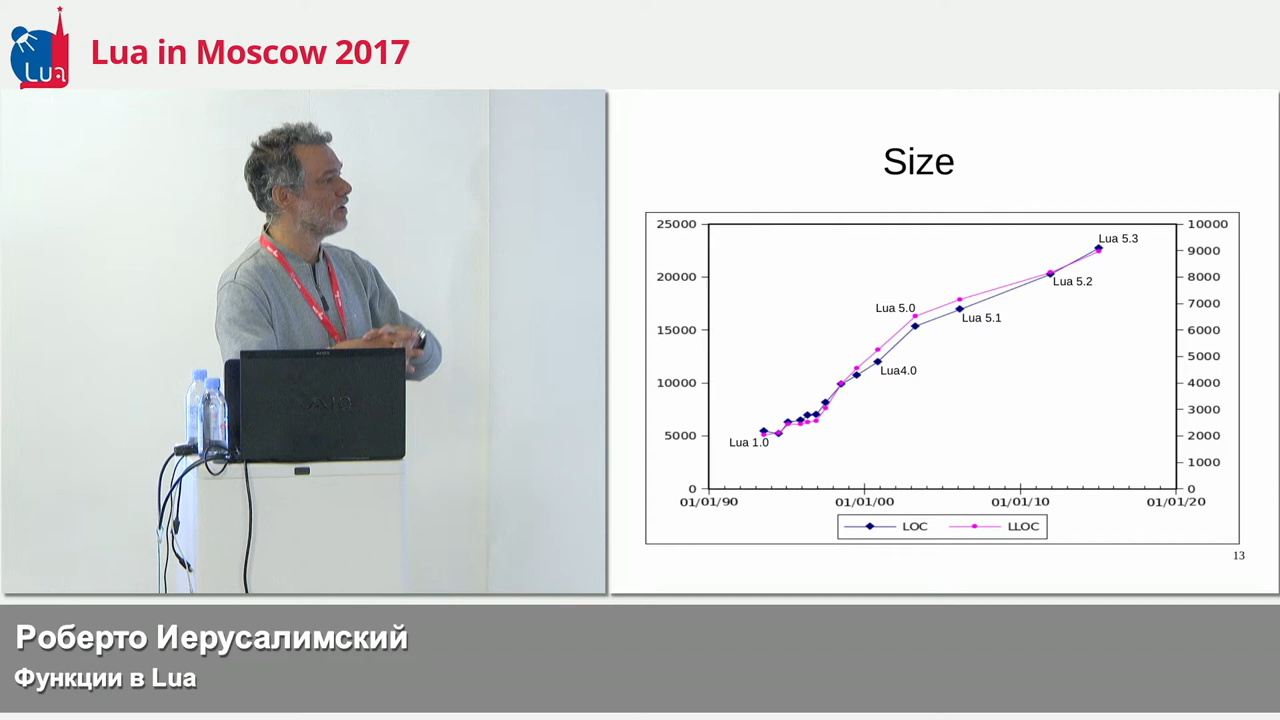 Lua
Lua in Moscow 2017
Size
25000
20000
15000
10000
5000
0
10000
9000
8000
7000
6000
5000
4000
3000
2000
1000
0
Lua 5.3
Lua 5.2
Lua 5.0
Lua 5.1
Lua4.0
Lua 1.0
01/01/90
01/01/00
01/01/10
01/01/20
LOC
LLOC
13
SONY
VAIO
Роберто Иерусалимский
Функции в Lua